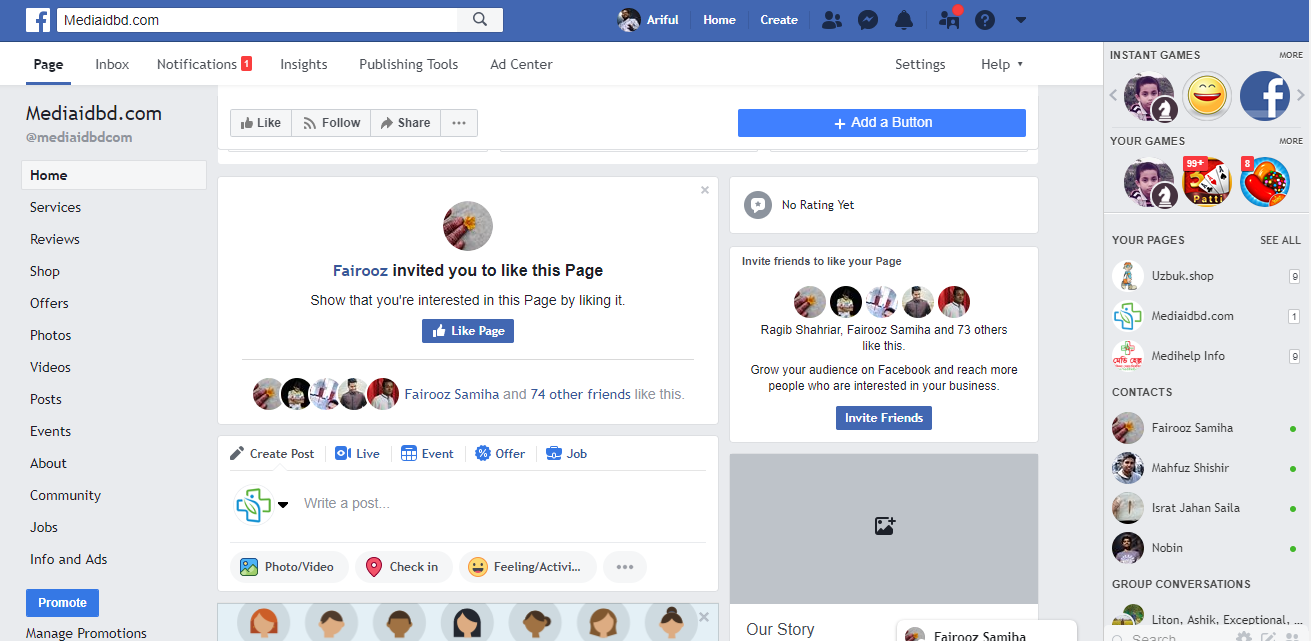 Mediaidbd.com
Ariful
Home
Create
Page
Inbox
Notifications 1
Insights
Publishing Tools
Ad Center
Settings
Help
Mediaidbd.com
@mediaidbdcom
Home
Services
Reviews
Shop
Offers
Photos
Videos
Posts
Events
About
Community
Jobs
Info and Ads
Promote
Manage Promotions
Like
Follow
Share
+ Add a Button
Fairooz invited you to like this Page
Show that you're interested in this Page by liking it.
Like Page
Fairooz Samiha and 74 other friends like this.
Create Post
Live
Event
Offer
Job
Write a post...
Photo/Video
Check in
Feeling/Activi...
No Rating Yet
Invite friends to like your Page
Ragib Shahriar, Fairooz Samiha and 73 others
like this.
Grow your audience on Facebook and reach more
people who are interested in your business.
Invite Friends
Our Story
Fairooz Samiha
INSTANT GAMES
MORE
YOUR GAMES
MORE
99+
3
Patti
8
YOUR PAGES
SEE ALL
Uzbuk.shop
9
Mediaidbd.com
1
Medihelp Info
9
CONTACTS
Fairooz Samiha
Mahfuz Shishir
Israt Jahan Saila
Nobin
GROUP CONVERSATIONS
Liton, Ashik, Exceptional, ...
Search